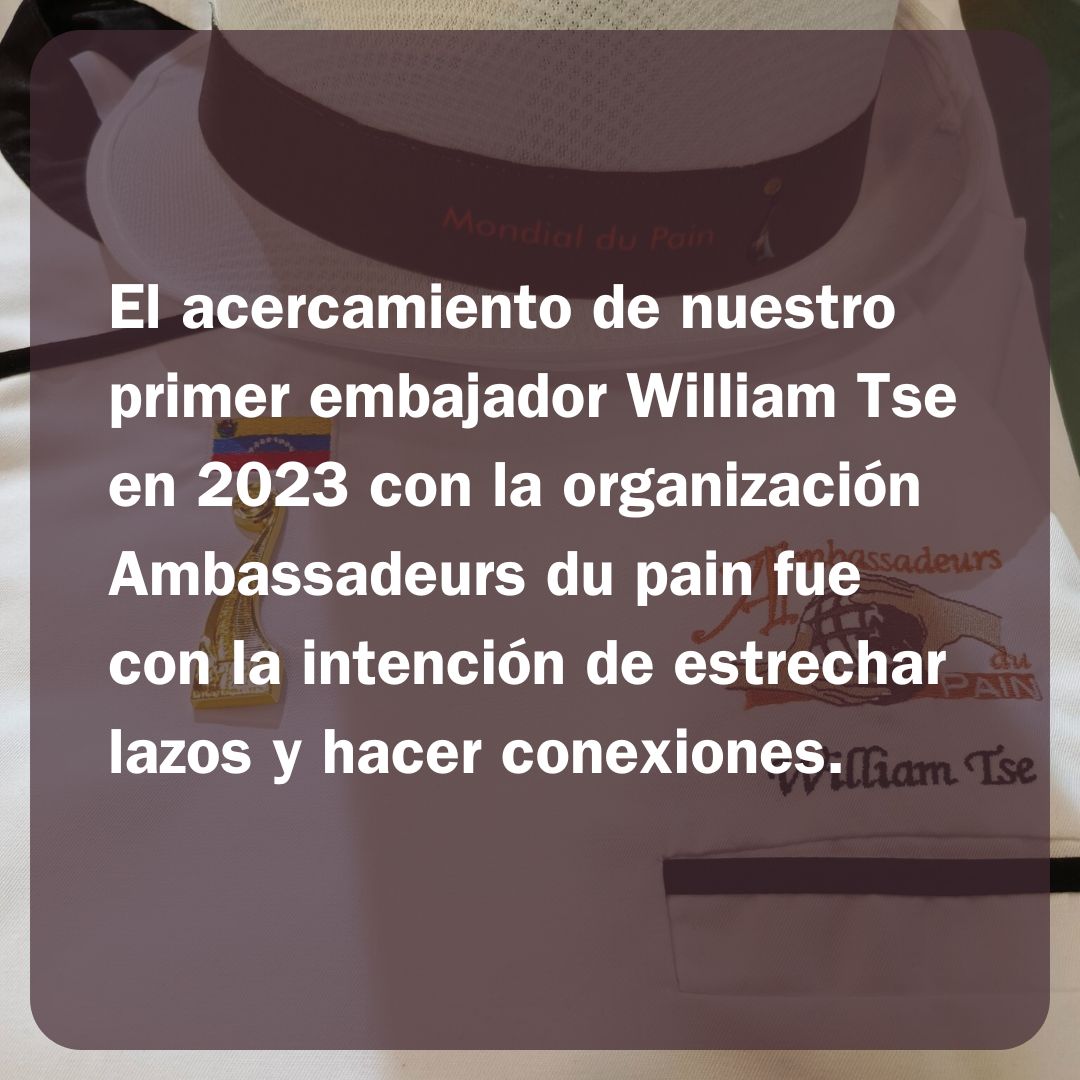 Mondial du Pain
El acercamiento de nuestro
primer embajador William Tse
en 2023 con la organización
Ambassadeurs du pain fue
con la intención de estrechar
lazos y hacer conexiones.
Ambassadeurs
du
PAIN
William Tse